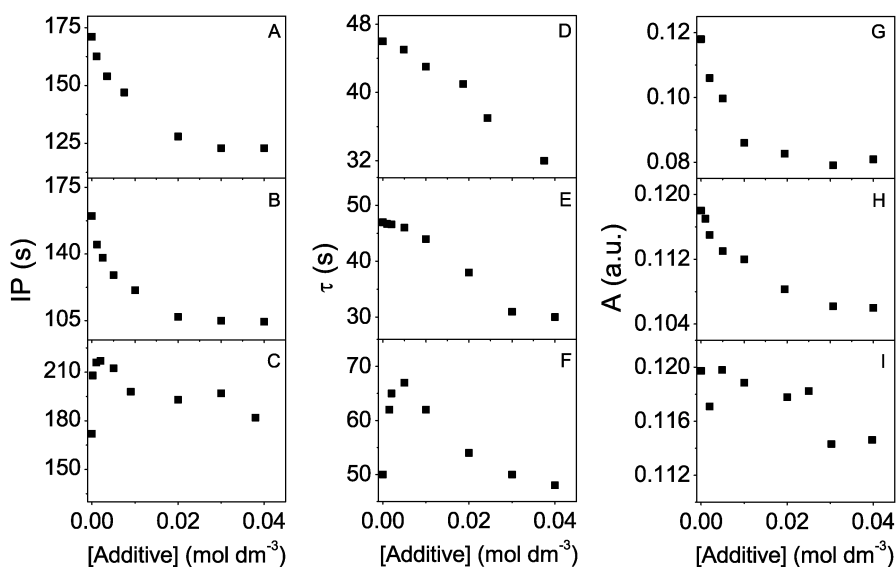 175
150
125
A
48
44
40
36
32
D
0.12
0.10
0.08
G
175
140
105
B
IP (s)
50
40
30
E
τ (s)
0.120
0.112
0.104
H
A (a.u.)
210
180
150
C
70
60
50
F
0.120
0.116
0.112
I
0.00 0.02 0.04
0.00 0.02 0.04
0.00 0.02 0.04
[Additive] (mol dm⁻³)
[Additive] (mol dm⁻³)
[Additive] (mol dm⁻³)